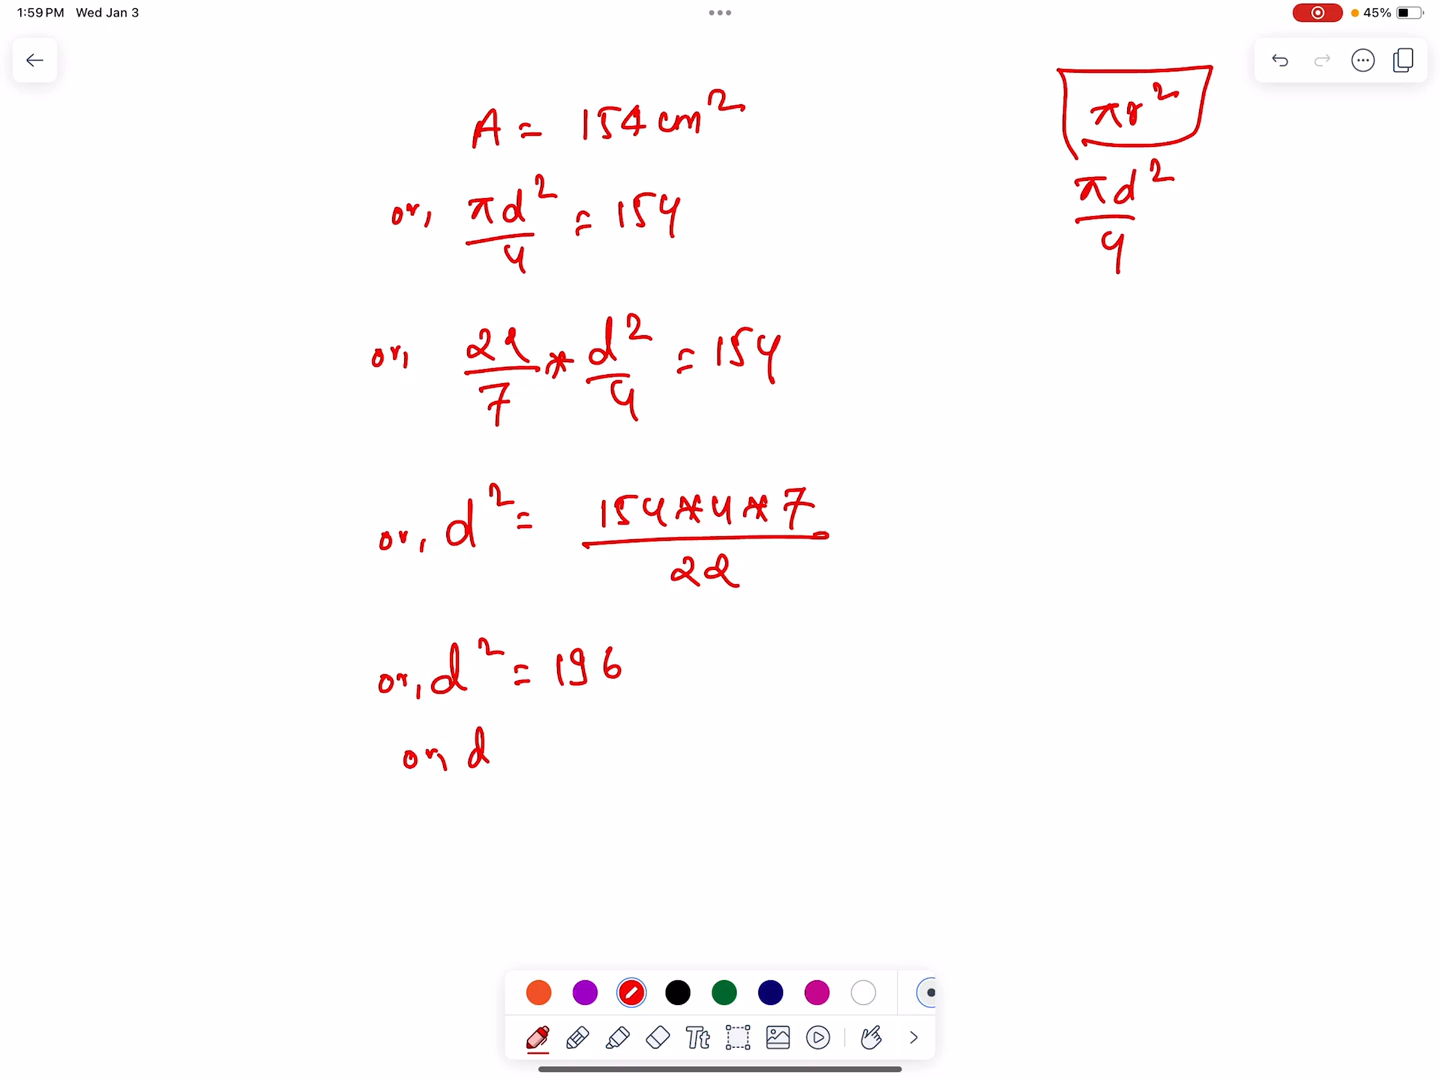 1:59 PM Wed Jan 3
45%
A = 154 cm²
πr²
or, πd²/4 = 154
πd²/4
or, 22/7 * d²/4 = 154
or, d² = 154*4*7/22
or, d² = 196
or, d
Tt